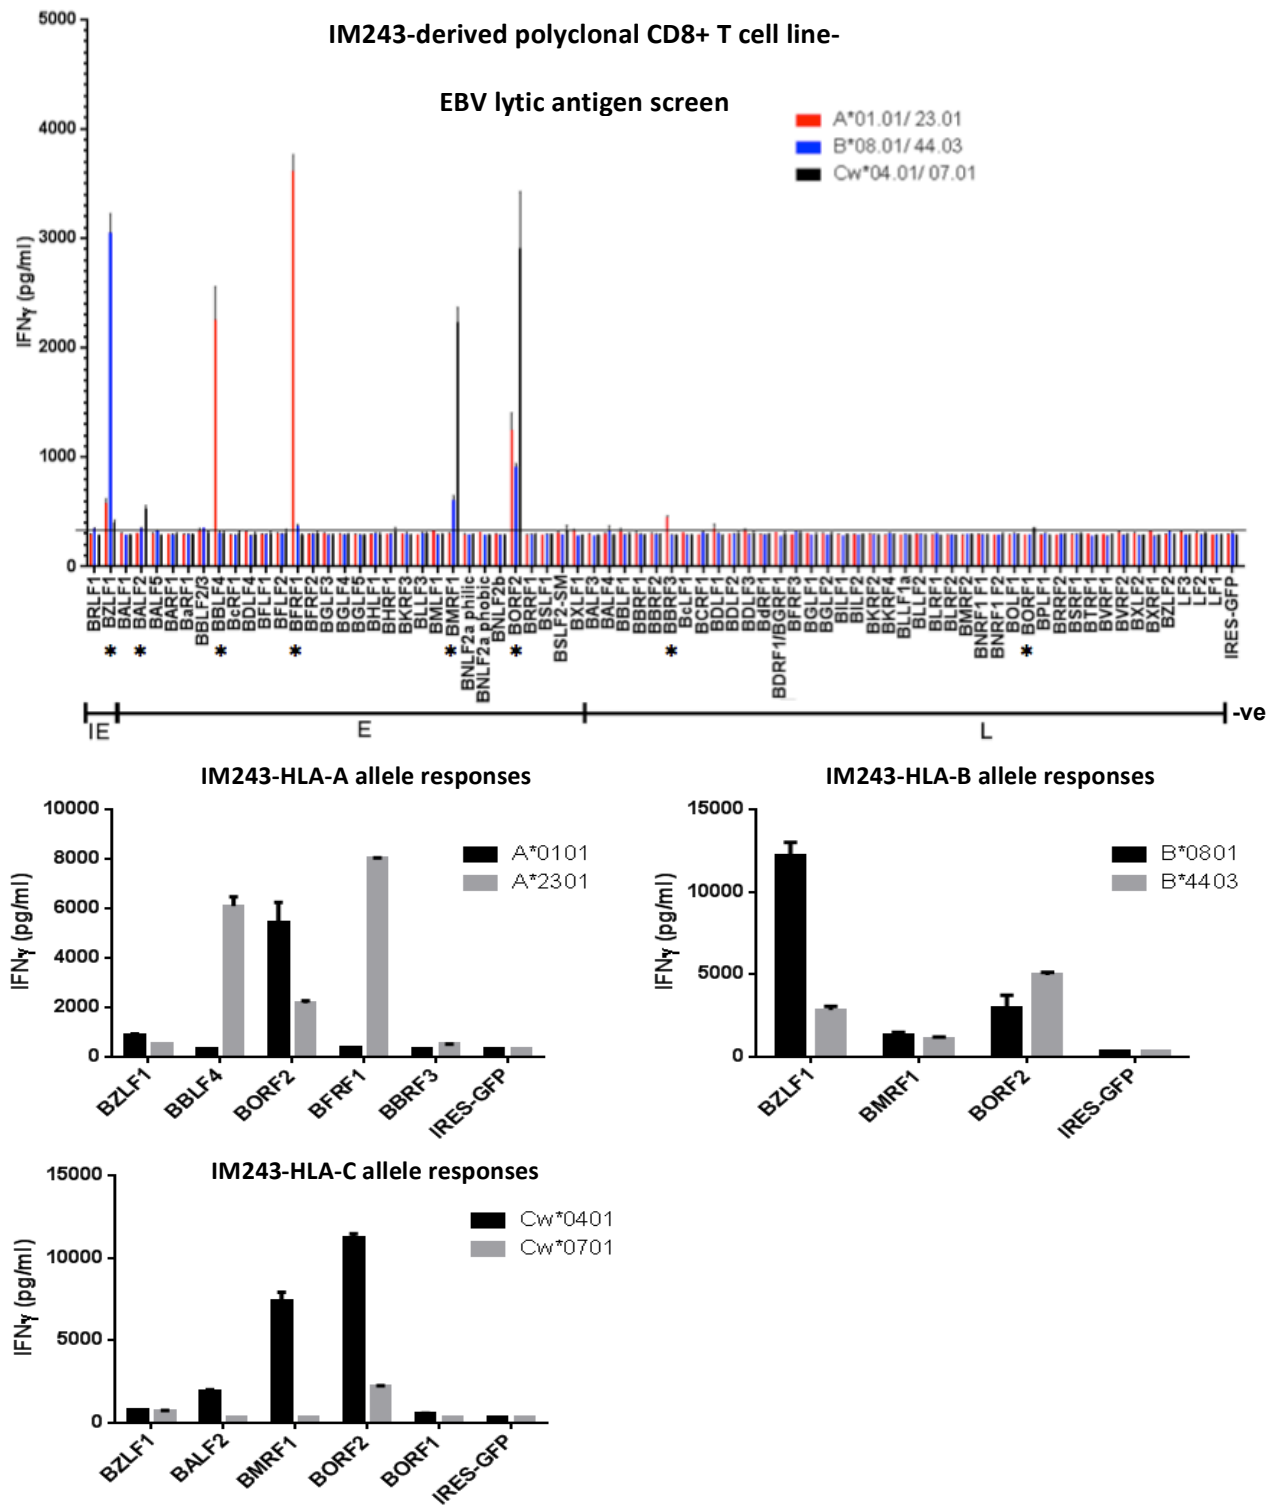 IM243-derived polyclonal CD8+ T cell line-
EBV lytic antigen screen
5000
4000
3000
2000
1000
0
IFNγ (pg/ml)
A*01.01/ 23.01
B*08.01/ 44.03
Cw*04.01/ 07.01
BRLF1
BZLF1
BALF1
BALF2
BALF5
BARF1
BaRF1
BBLF2/3
BBLF4
BcRF1
BDLF4
BFLF1
BFLF2
BFRF1
BFRF2
BGLF3
BGLF4
BGLF5
BHLF1
BHRF1
BKRF3
BLLF3
BMLF1
BMRF1
BNLF2a philic
BNLF2a phobic
BNLF2b
BORF2
BRRF1
BSLF1
BSLF2-SM
BXLF1
BALF3
BALF4
BBLF1
BBRF1
BBRF2
BBRF3
BcLF1
BCRF1
BDLF1
BDLF2
BDLF3
BdRF1
BDRF1/BGRF1
BFRF3
BGLF1
BGLF2
BILF1
BILF2
BKRF2
BKRF4
BLLF1a
BLLF2
BLRF1
BLRF2
BMRF2
BNRF1 F1
BNRF1 F2
BOLF1
BORF1
BPLF1
BRRF2
BSRF1
BTRF1
BVRF1
BVRF2
BXLF2
BXRF1
BZLF2
LF3
LF2
LF1
IRES-GFP
* * * * * * * *
IE
E
L
-ve
IM243-HLA-A allele responses
10000
8000
6000
4000
2000
0
IFNγ (pg/ml)
A*0101
A*2301
BZLF1
BBLF4
BORF2
BFRF1
BBRF3
IRES-GFP
IM243-HLA-B allele responses
15000
10000
5000
0
IFNγ (pg/ml)
B*0801
B*4403
BZLF1
BMRF1
BORF2
IRES-GFP
IM243-HLA-C allele responses
15000
10000
5000
0
IFNγ (pg/ml)
Cw*0401
Cw*0701
BZLF1
BALF2
BMRF1
BORF2
BORF1
IRES-GFP